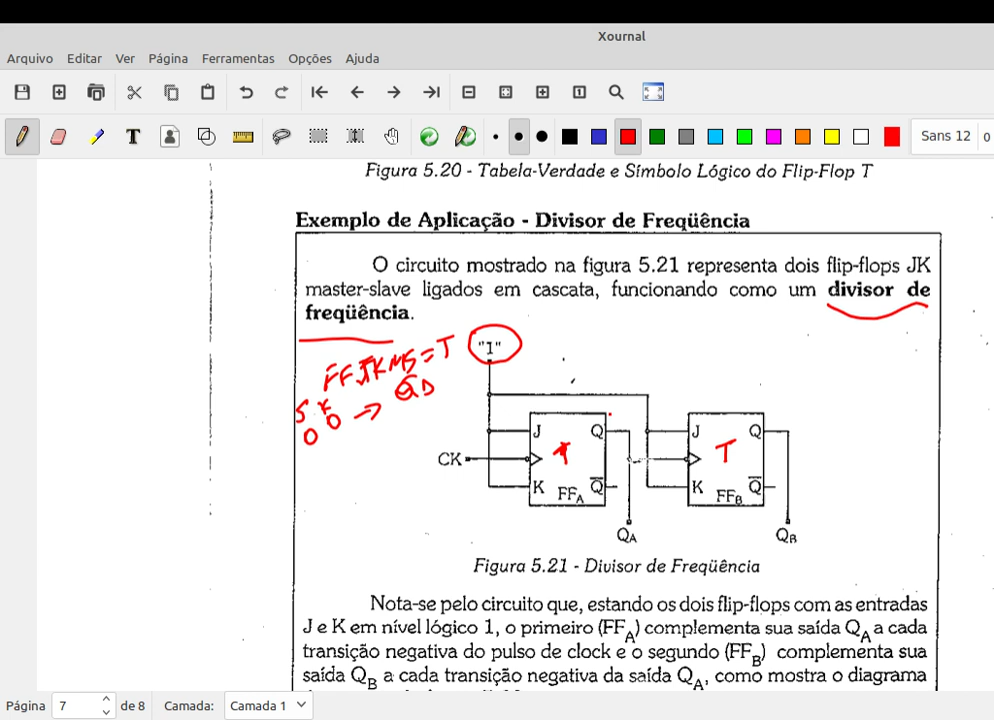 Xournal
Arquivo Editar Ver Página Ferramentas Opções Ajuda
T
Sans 12 0
Figura 5.20 - Tabela-Verdade e Símbolo Lógico do Flip-Flop T
Exemplo de Aplicação - Divisor de Freqüência
O circuito mostrado na figura 5.21 representa dois flip-flops JK
master-slave ligados em cascata, funcionando como um divisor de
freqüência.
"1"
FF JK MS = T
J K
0 0 →
J Q
CK
T
K FFA Q̅
QA
J Q
T
K FFB Q̅
QB
Figura 5.21 - Divisor de Freqüência
Nota-se pelo circuito que, estando os dois flip-flops com as entradas
J e K em nível lógico 1, o primeiro (FFA) complementa sua saída QA a cada
transição negativa do pulso de clock e o segundo (FFB) complementa sua
saída QB a cada transição negativa da saída QA, como mostra o diagrama
Página 7 de 8 Camada: Camada 1